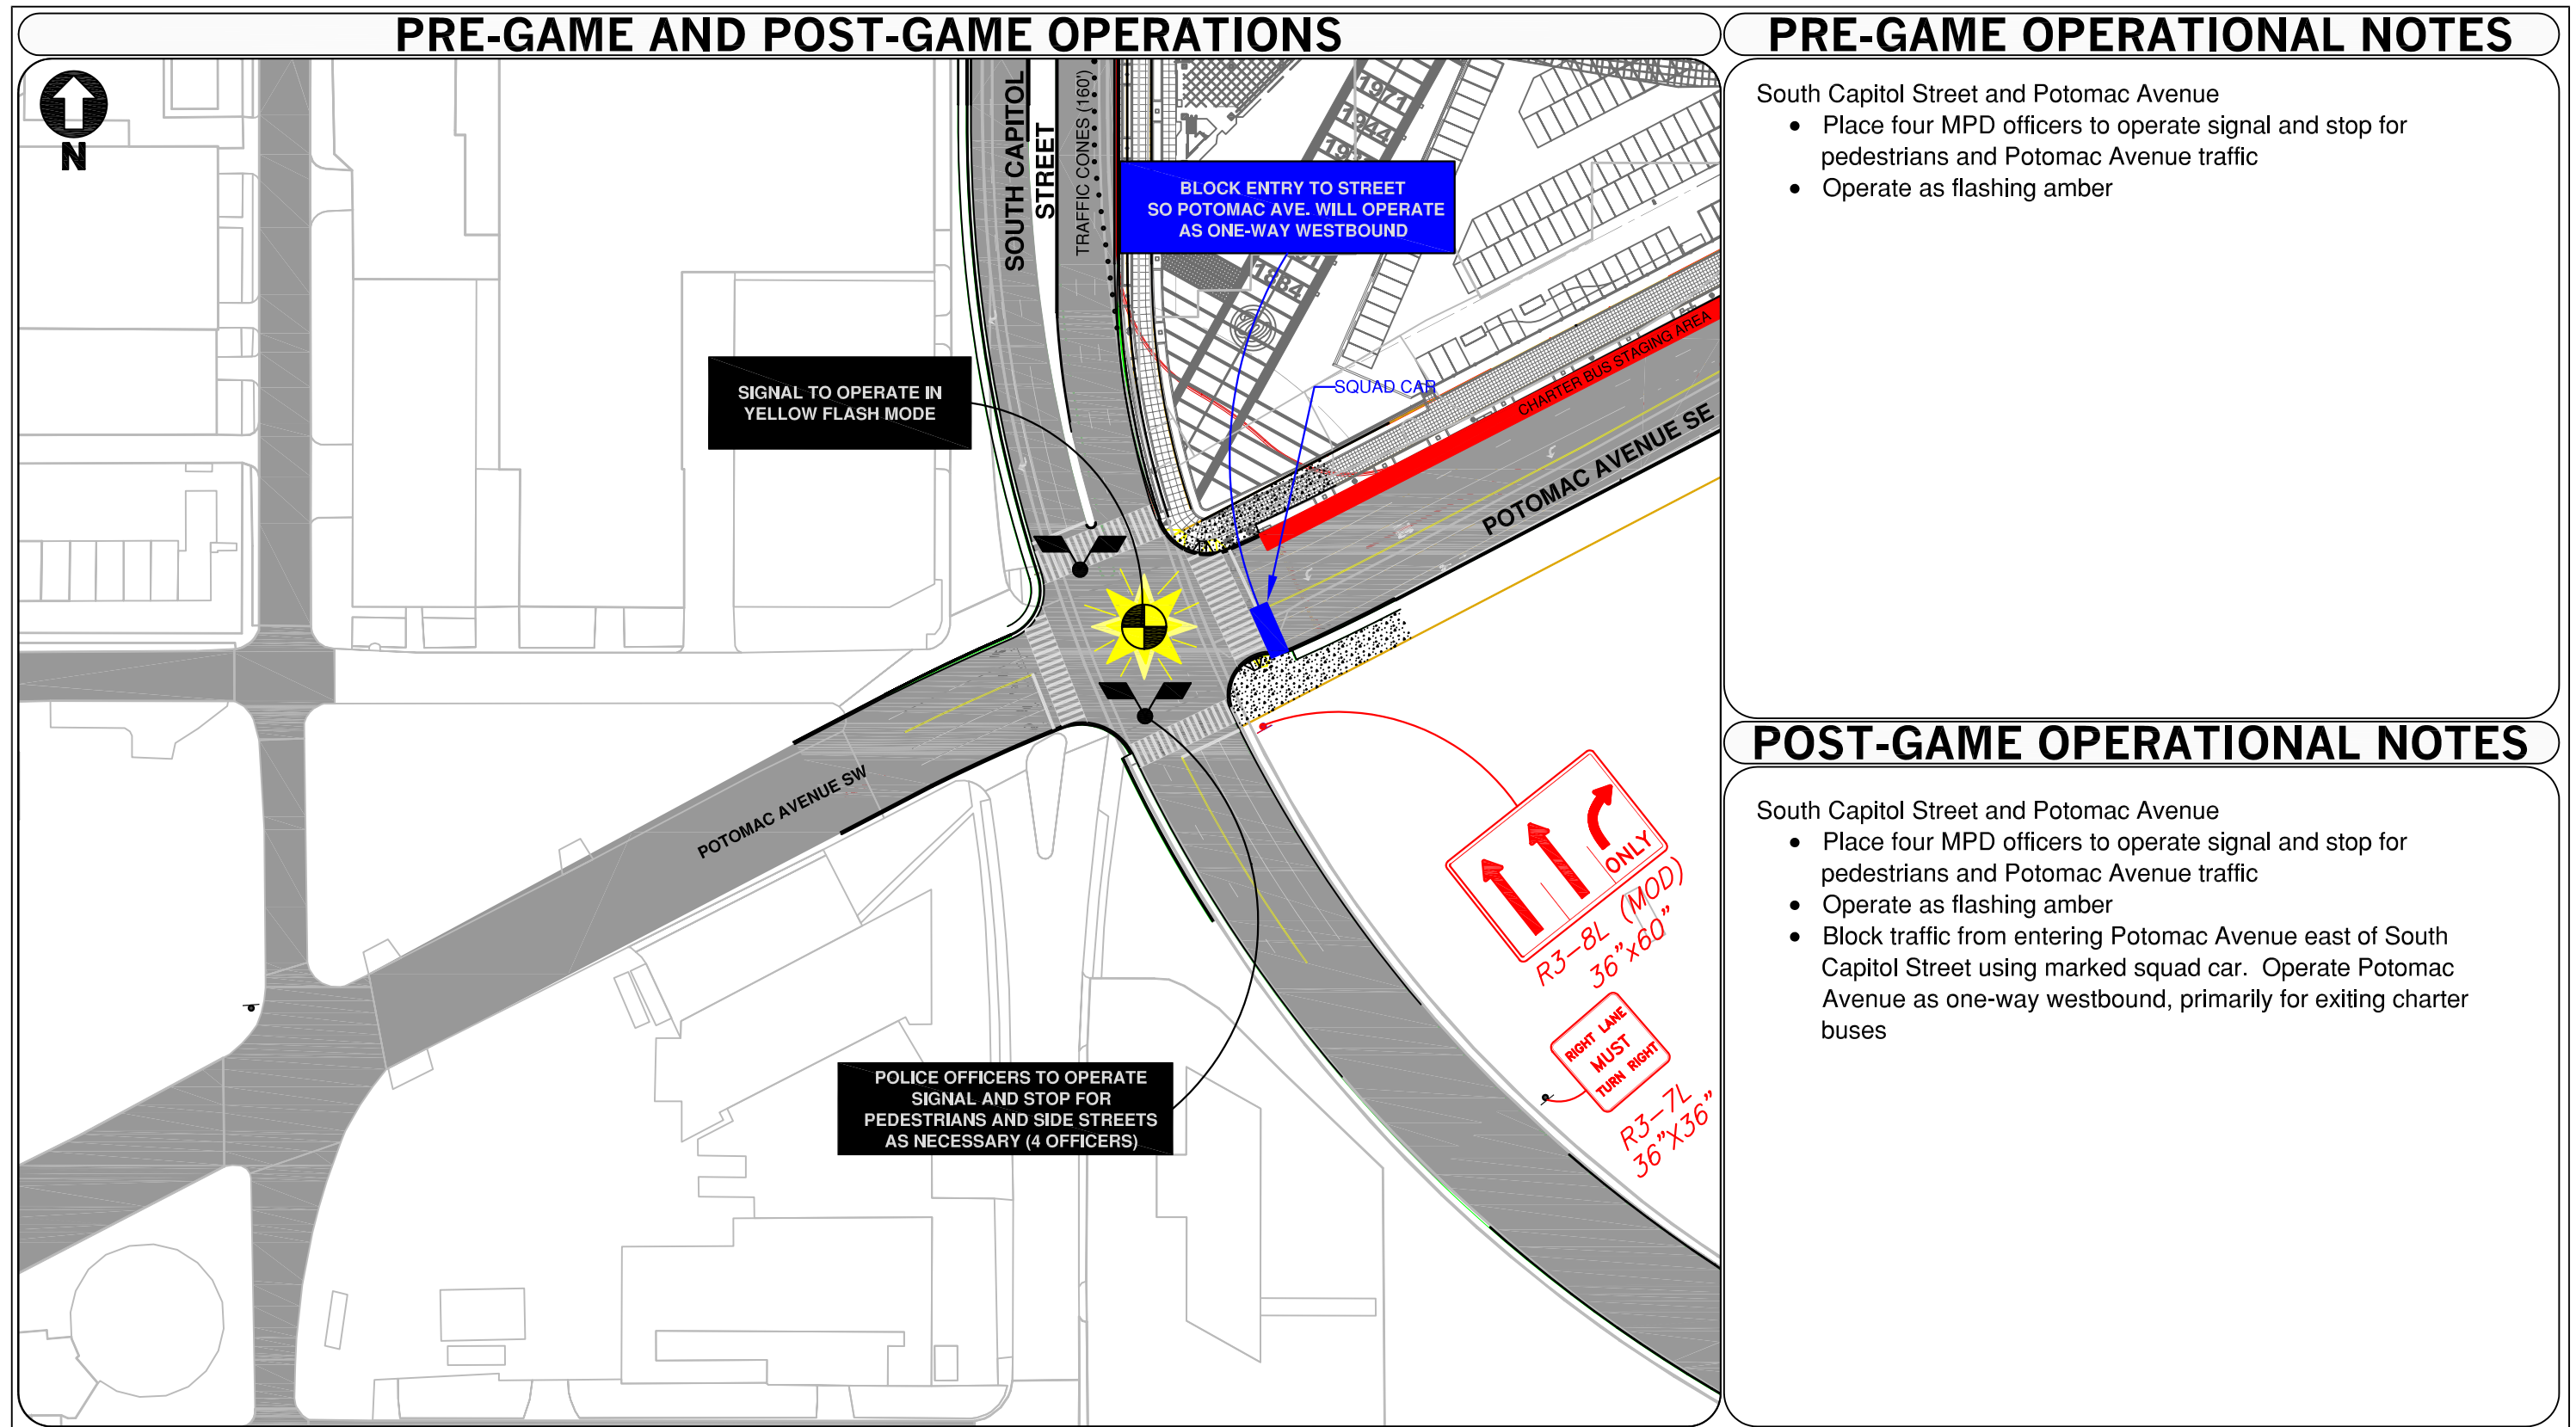 PRE-GAME AND POST-GAME OPERATIONS
N
SOUTH CAPITOL
STREET
TRAFFIC CONES (160')
1971
1944
1884
BLOCK ENTRY TO STREET
SO POTOMAC AVE. WILL OPERATE
AS ONE-WAY WESTBOUND
SIGNAL TO OPERATE IN
YELLOW FLASH MODE
SQUAD CAR
CHARTER BUS STAGING AREA
POTOMAC AVENUE SE
POTOMAC AVENUE SW
ONLY
R3-8L (MOD)
36"x60"
RIGHT LANE
MUST
TURN RIGHT
R3-7L
36"X36"
POLICE OFFICERS TO OPERATE
SIGNAL AND STOP FOR
PEDESTRIANS AND SIDE STREETS
AS NECESSARY (4 OFFICERS)
PRE-GAME OPERATIONAL NOTES
South Capitol Street and Potomac Avenue
• Place four MPD officers to operate signal and stop for
pedestrians and Potomac Avenue traffic
• Operate as flashing amber
POST-GAME OPERATIONAL NOTES
South Capitol Street and Potomac Avenue
• Place four MPD officers to operate signal and stop for
pedestrians and Potomac Avenue traffic
• Operate as flashing amber
• Block traffic from entering Potomac Avenue east of South
Capitol Street using marked squad car. Operate Potomac
Avenue as one-way westbound, primarily for exiting charter
buses